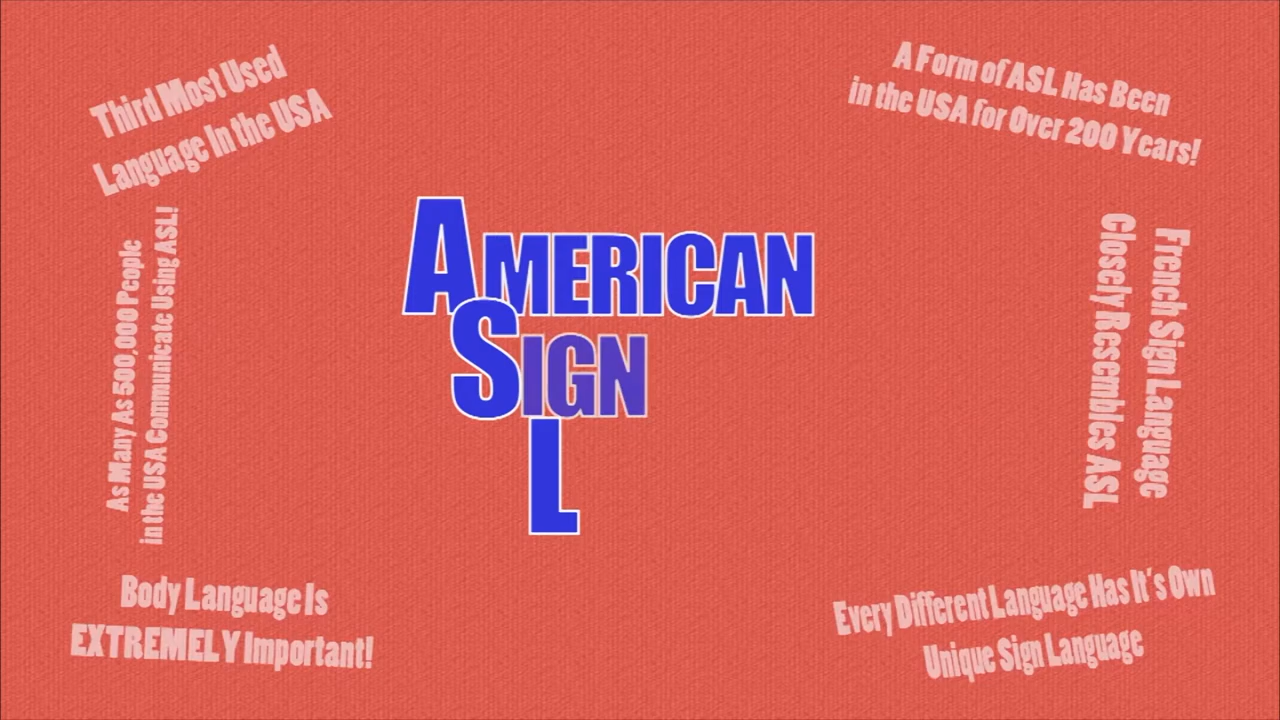 Third Most Used
Language In the USA
A Form of ASL Has Been
in the USA for Over 200 Years!
As Many As 500,000 People
in the USA Communicate Using ASL!
AMERICAN
SIGN
L
French Sign Language
Closely Resembles ASL
Body Language Is
EXTREMELY Important!
Every Different Language Has It's Own
Unique Sign Language